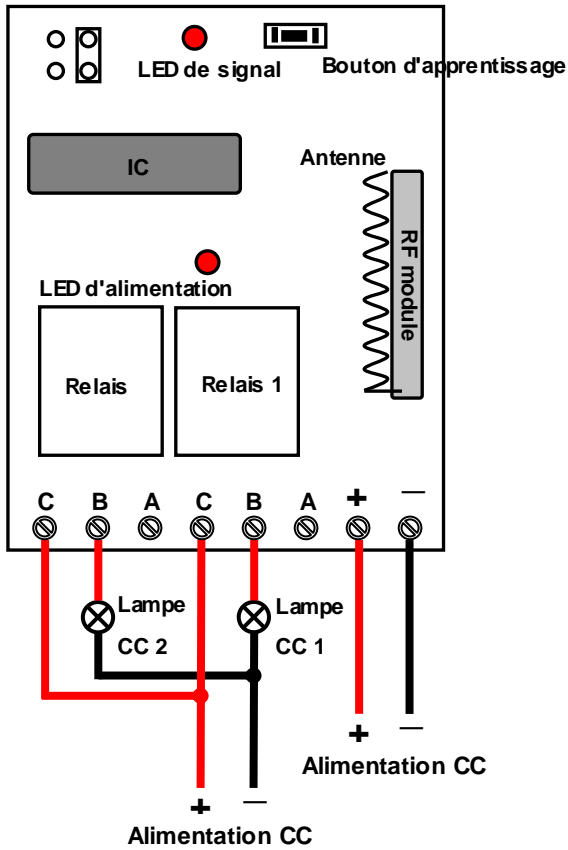 LED de signal
Bouton d'apprentissage
IC
Antenne
RF module
LED d'alimentation
Relais
Relais 1
C B A C B A + —
Lampe
CC 2
Lampe
CC 1
+ —
Alimentation CC
+ —
Alimentation CC